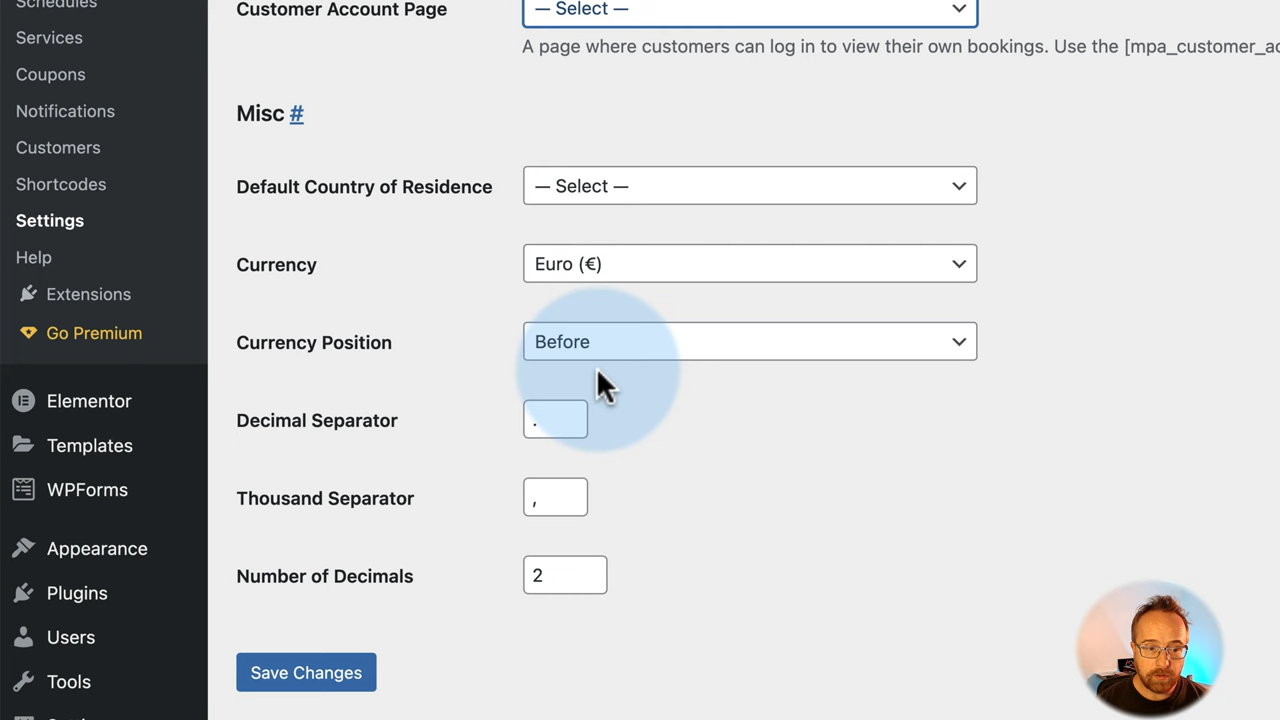 Schedules
Services
Coupons
Notifications
Customers
Shortcodes
Settings
Help
Extensions
Go Premium
Elementor
Templates
WPForms
Appearance
Plugins
Users
Tools
Customer Account Page
— Select —
A page where customers can log in to view their own bookings. Use the [mpa_customer_ac
Misc #
Default Country of Residence
— Select —
Currency
Euro (€)
Currency Position
Before
Decimal Separator
.
Thousand Separator
,
Number of Decimals
2
Save Changes